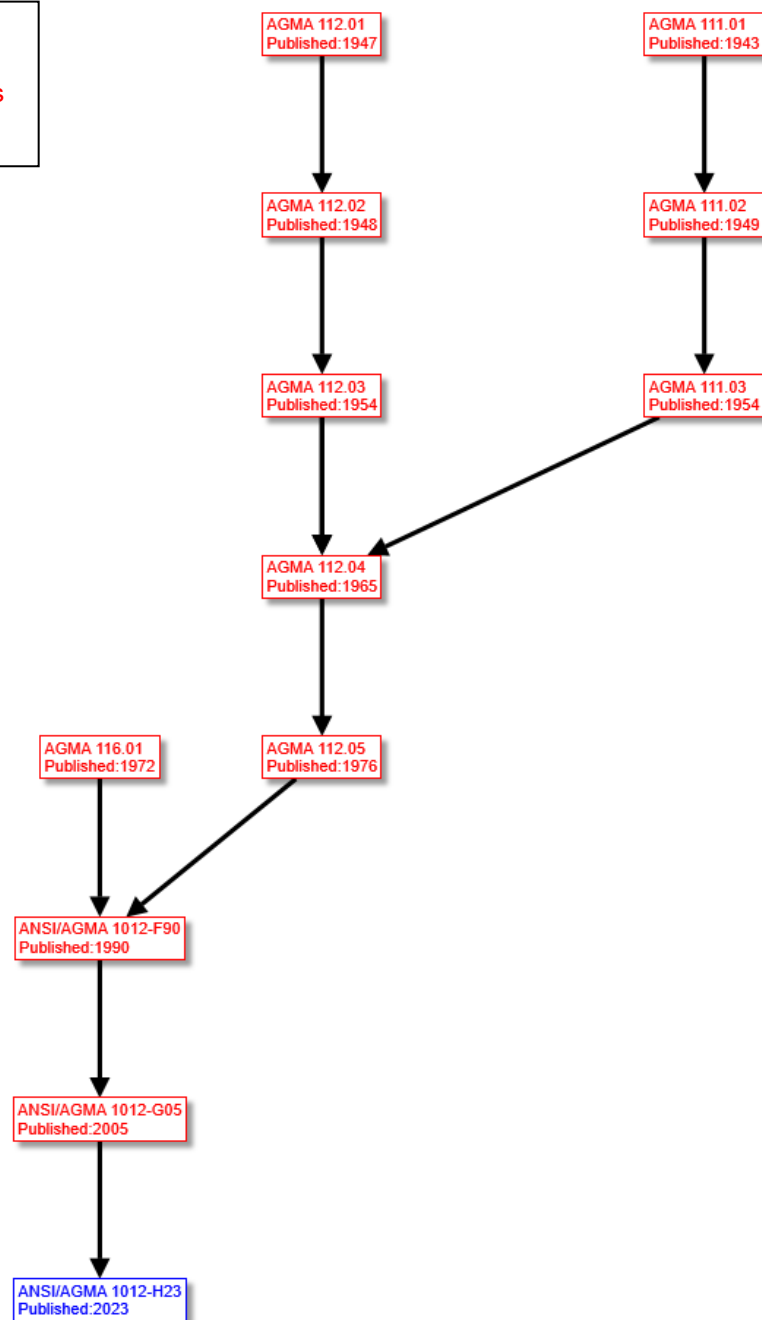 AGMA 112.01
Published:1947
AGMA 111.01
Published:1943
s
AGMA 112.02
Published:1948
AGMA 111.02
Published:1949
AGMA 112.03
Published:1954
AGMA 111.03
Published:1954
AGMA 112.04
Published:1965
AGMA 116.01
Published:1972
AGMA 112.05
Published:1976
ANSI/AGMA 1012-F90
Published:1990
ANSI/AGMA 1012-G05
Published:2005
ANSI/AGMA 1012-H23
Published:2023